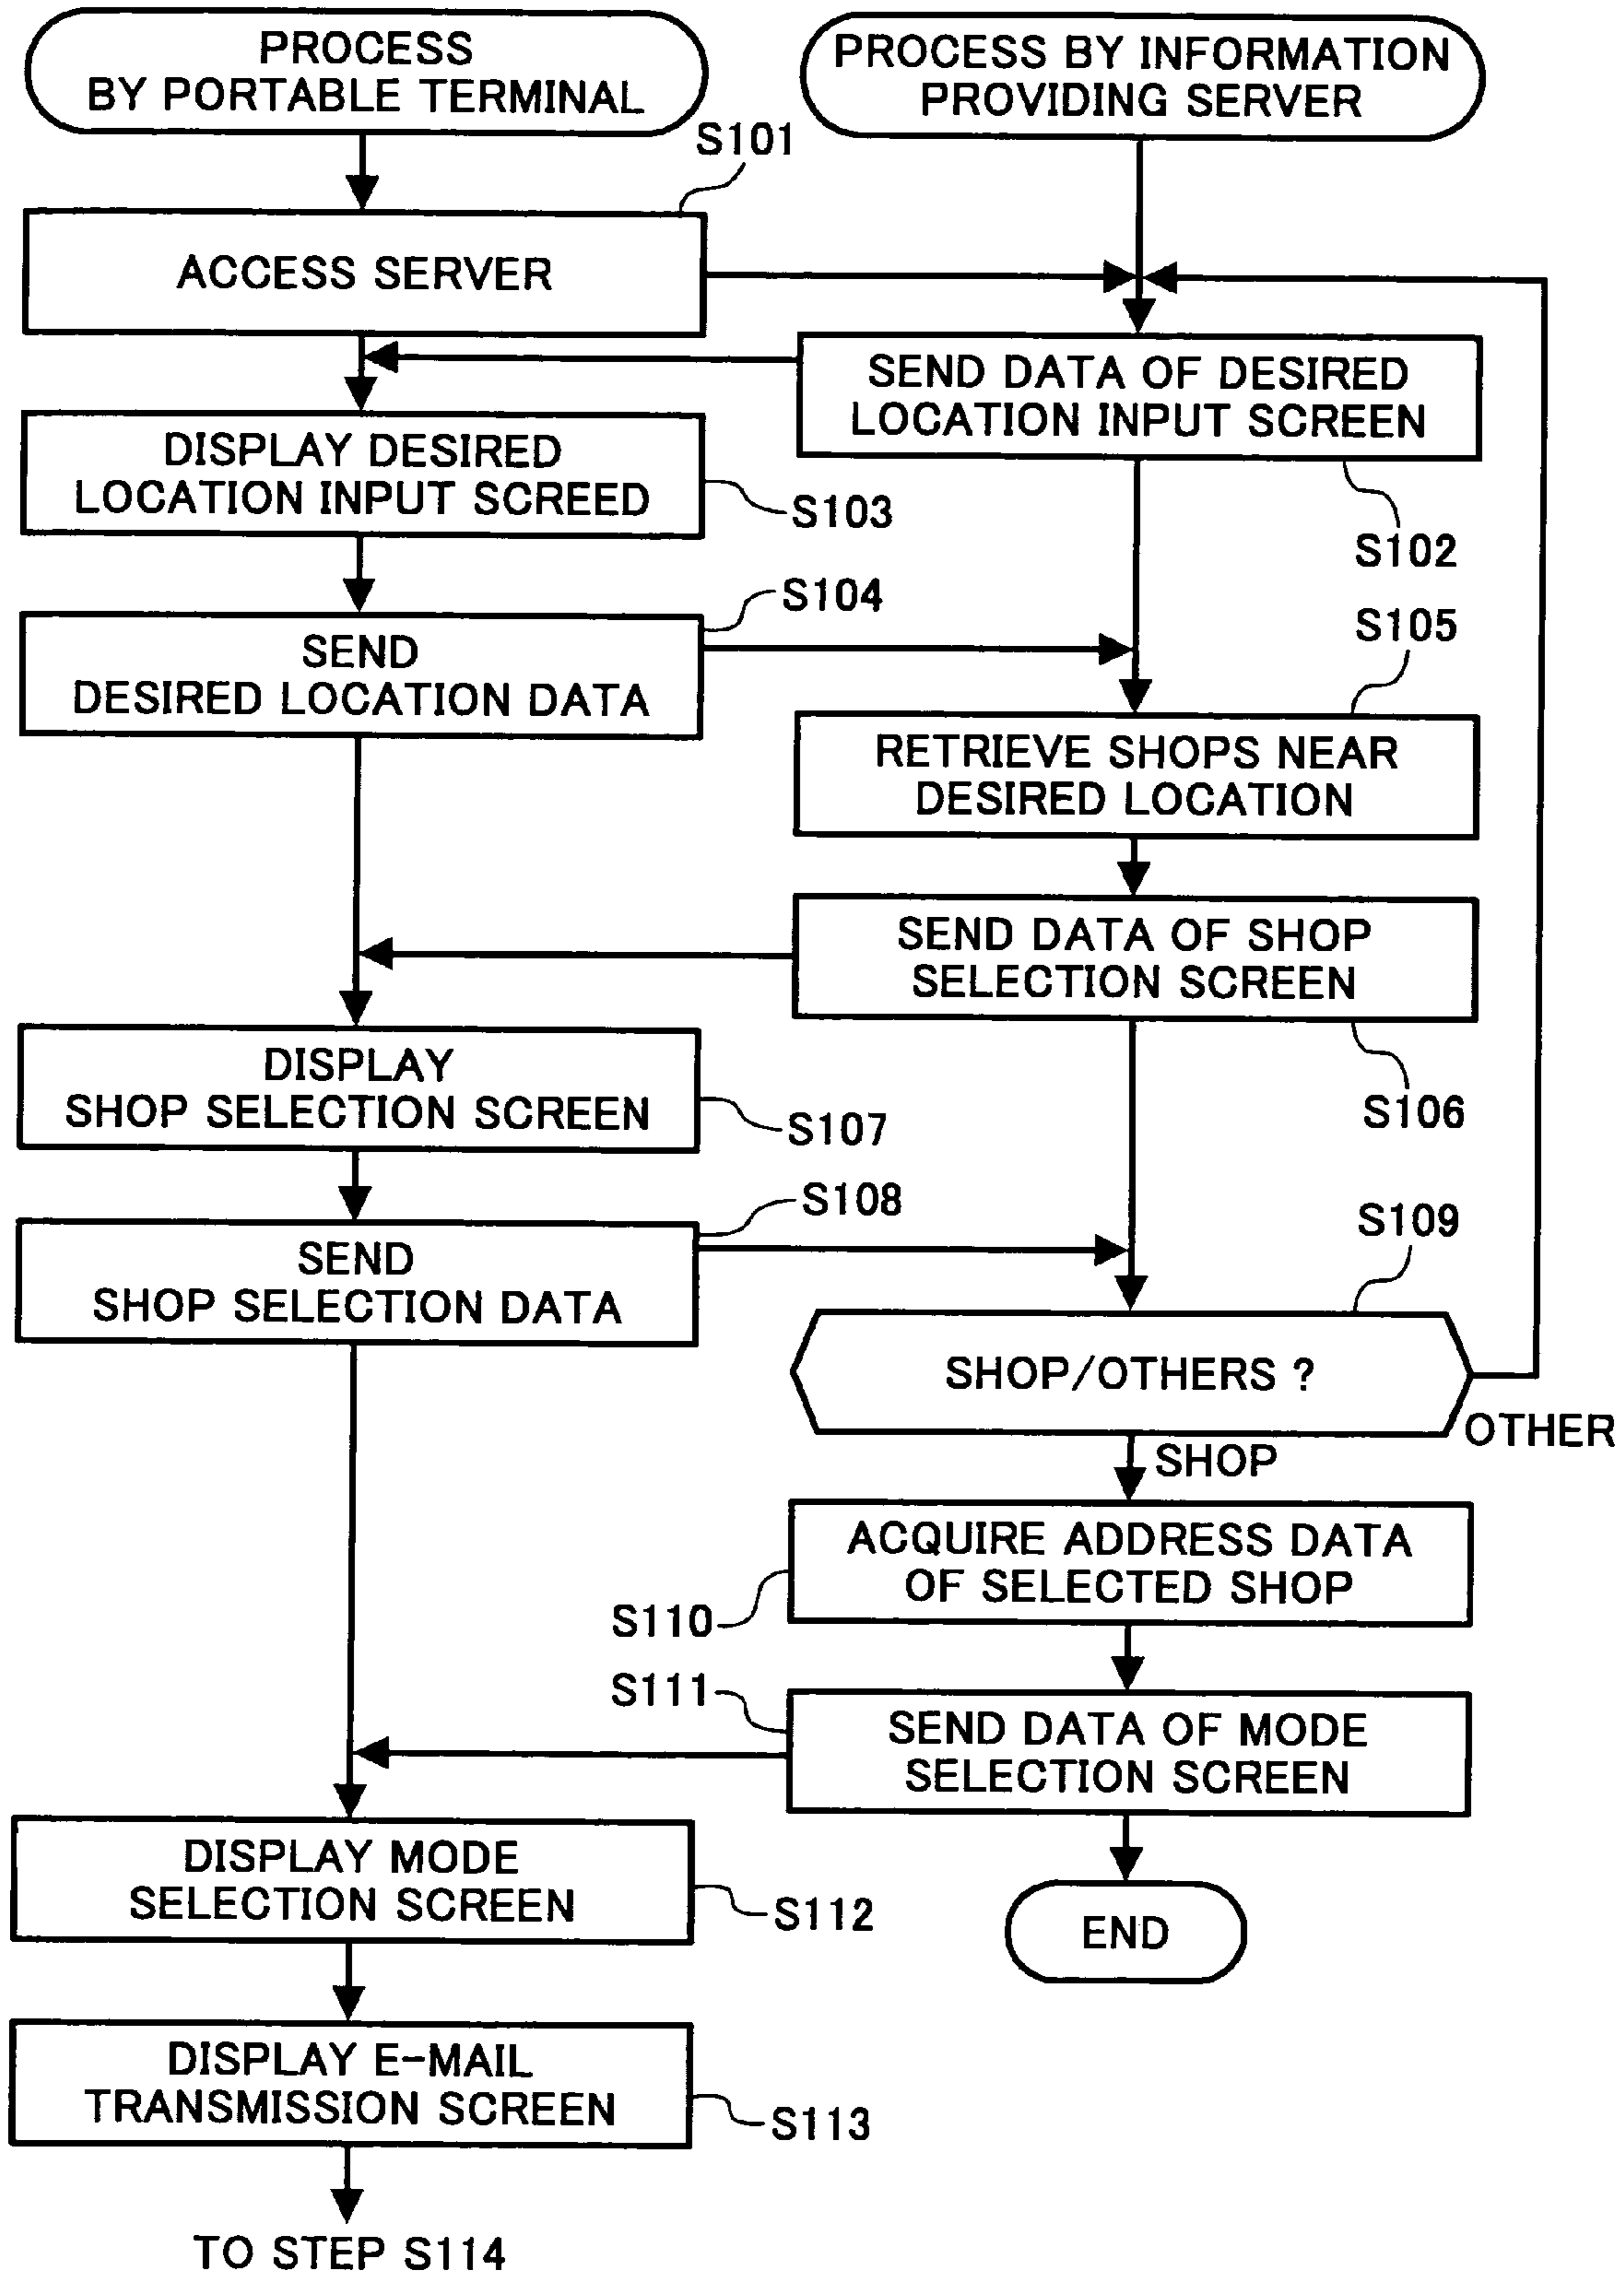 PROCESS
BY PORTABLE TERMINAL
PROCESS BY INFORMATION
PROVIDING SERVER
S101
ACCESS SERVER
SEND DATA OF DESIRED
LOCATION INPUT SCREEN
S102
DISPLAY DESIRED
LOCATION INPUT SCREED
S103
S104
SEND
DESIRED LOCATION DATA
S105
RETRIEVE SHOPS NEAR
DESIRED LOCATION
SEND DATA OF SHOP
SELECTION SCREEN
S106
DISPLAY
SHOP SELECTION SCREEN
S107
S108
SEND
SHOP SELECTION DATA
S109
SHOP/OTHERS ?
OTHER
SHOP
ACQUIRE ADDRESS DATA
OF SELECTED SHOP
S110
S111
SEND DATA OF MODE
SELECTION SCREEN
DISPLAY MODE
SELECTION SCREEN
S112
END
DISPLAY E-MAIL
TRANSMISSION SCREEN
S113
TO STEP S114